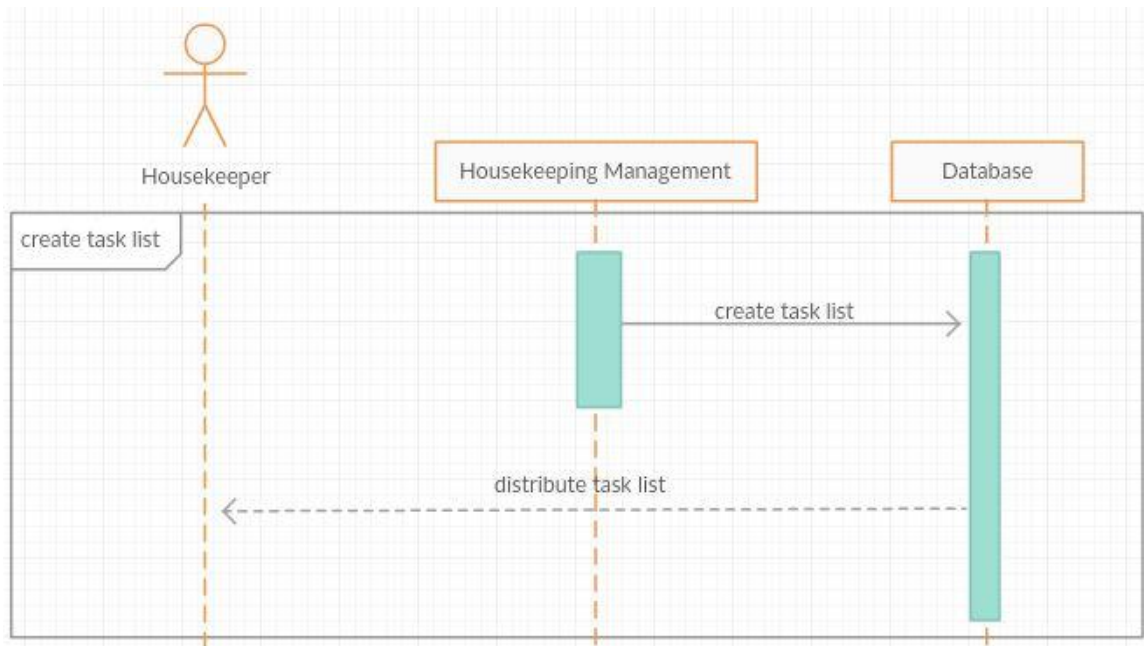 Housekeeper
Housekeeping Management
Database
create task list
create task list
distribute task list